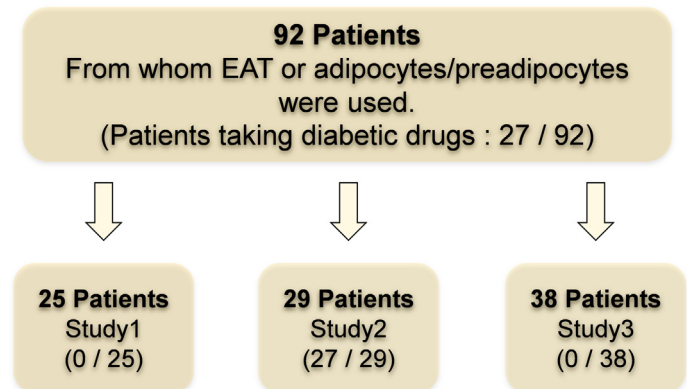 92 Patients
From whom EAT or adipocytes/preadipocytes
were used.
(Patients taking diabetic drugs : 27 / 92)
25 Patients
Study1
(0 / 25)
29 Patients
Study2
(27 / 29)
38 Patients
Study3
(0 / 38)